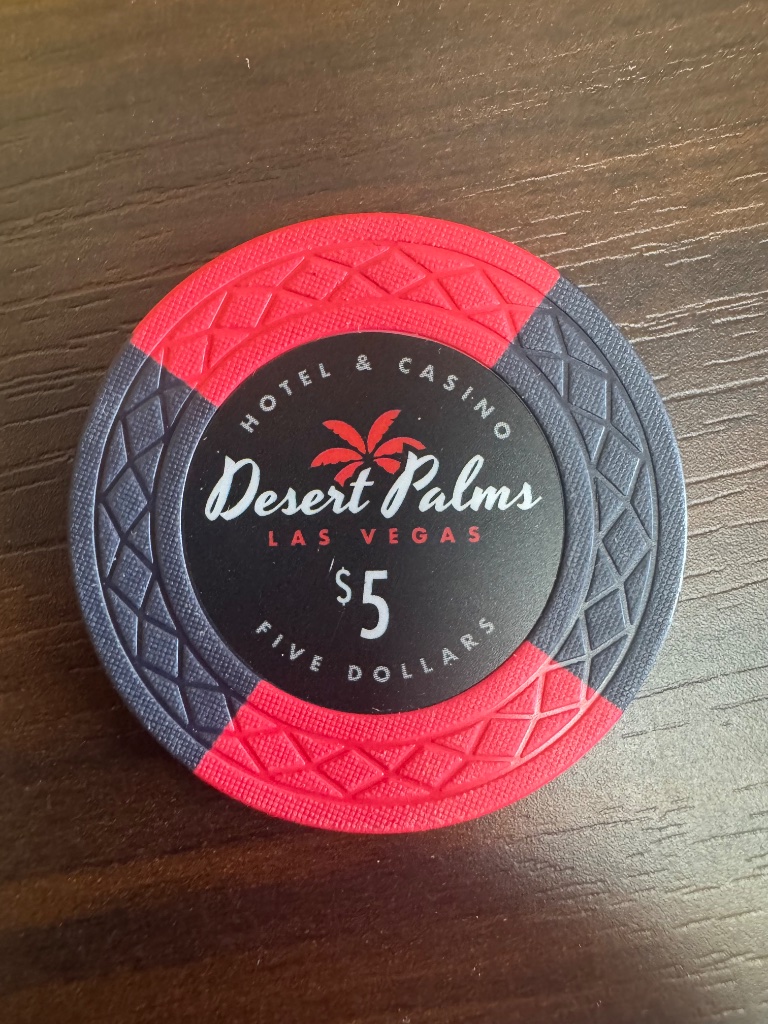 HOTEL & CASINO
Desert Palms
LAS VEGAS
$5
FIVE DOLLARS